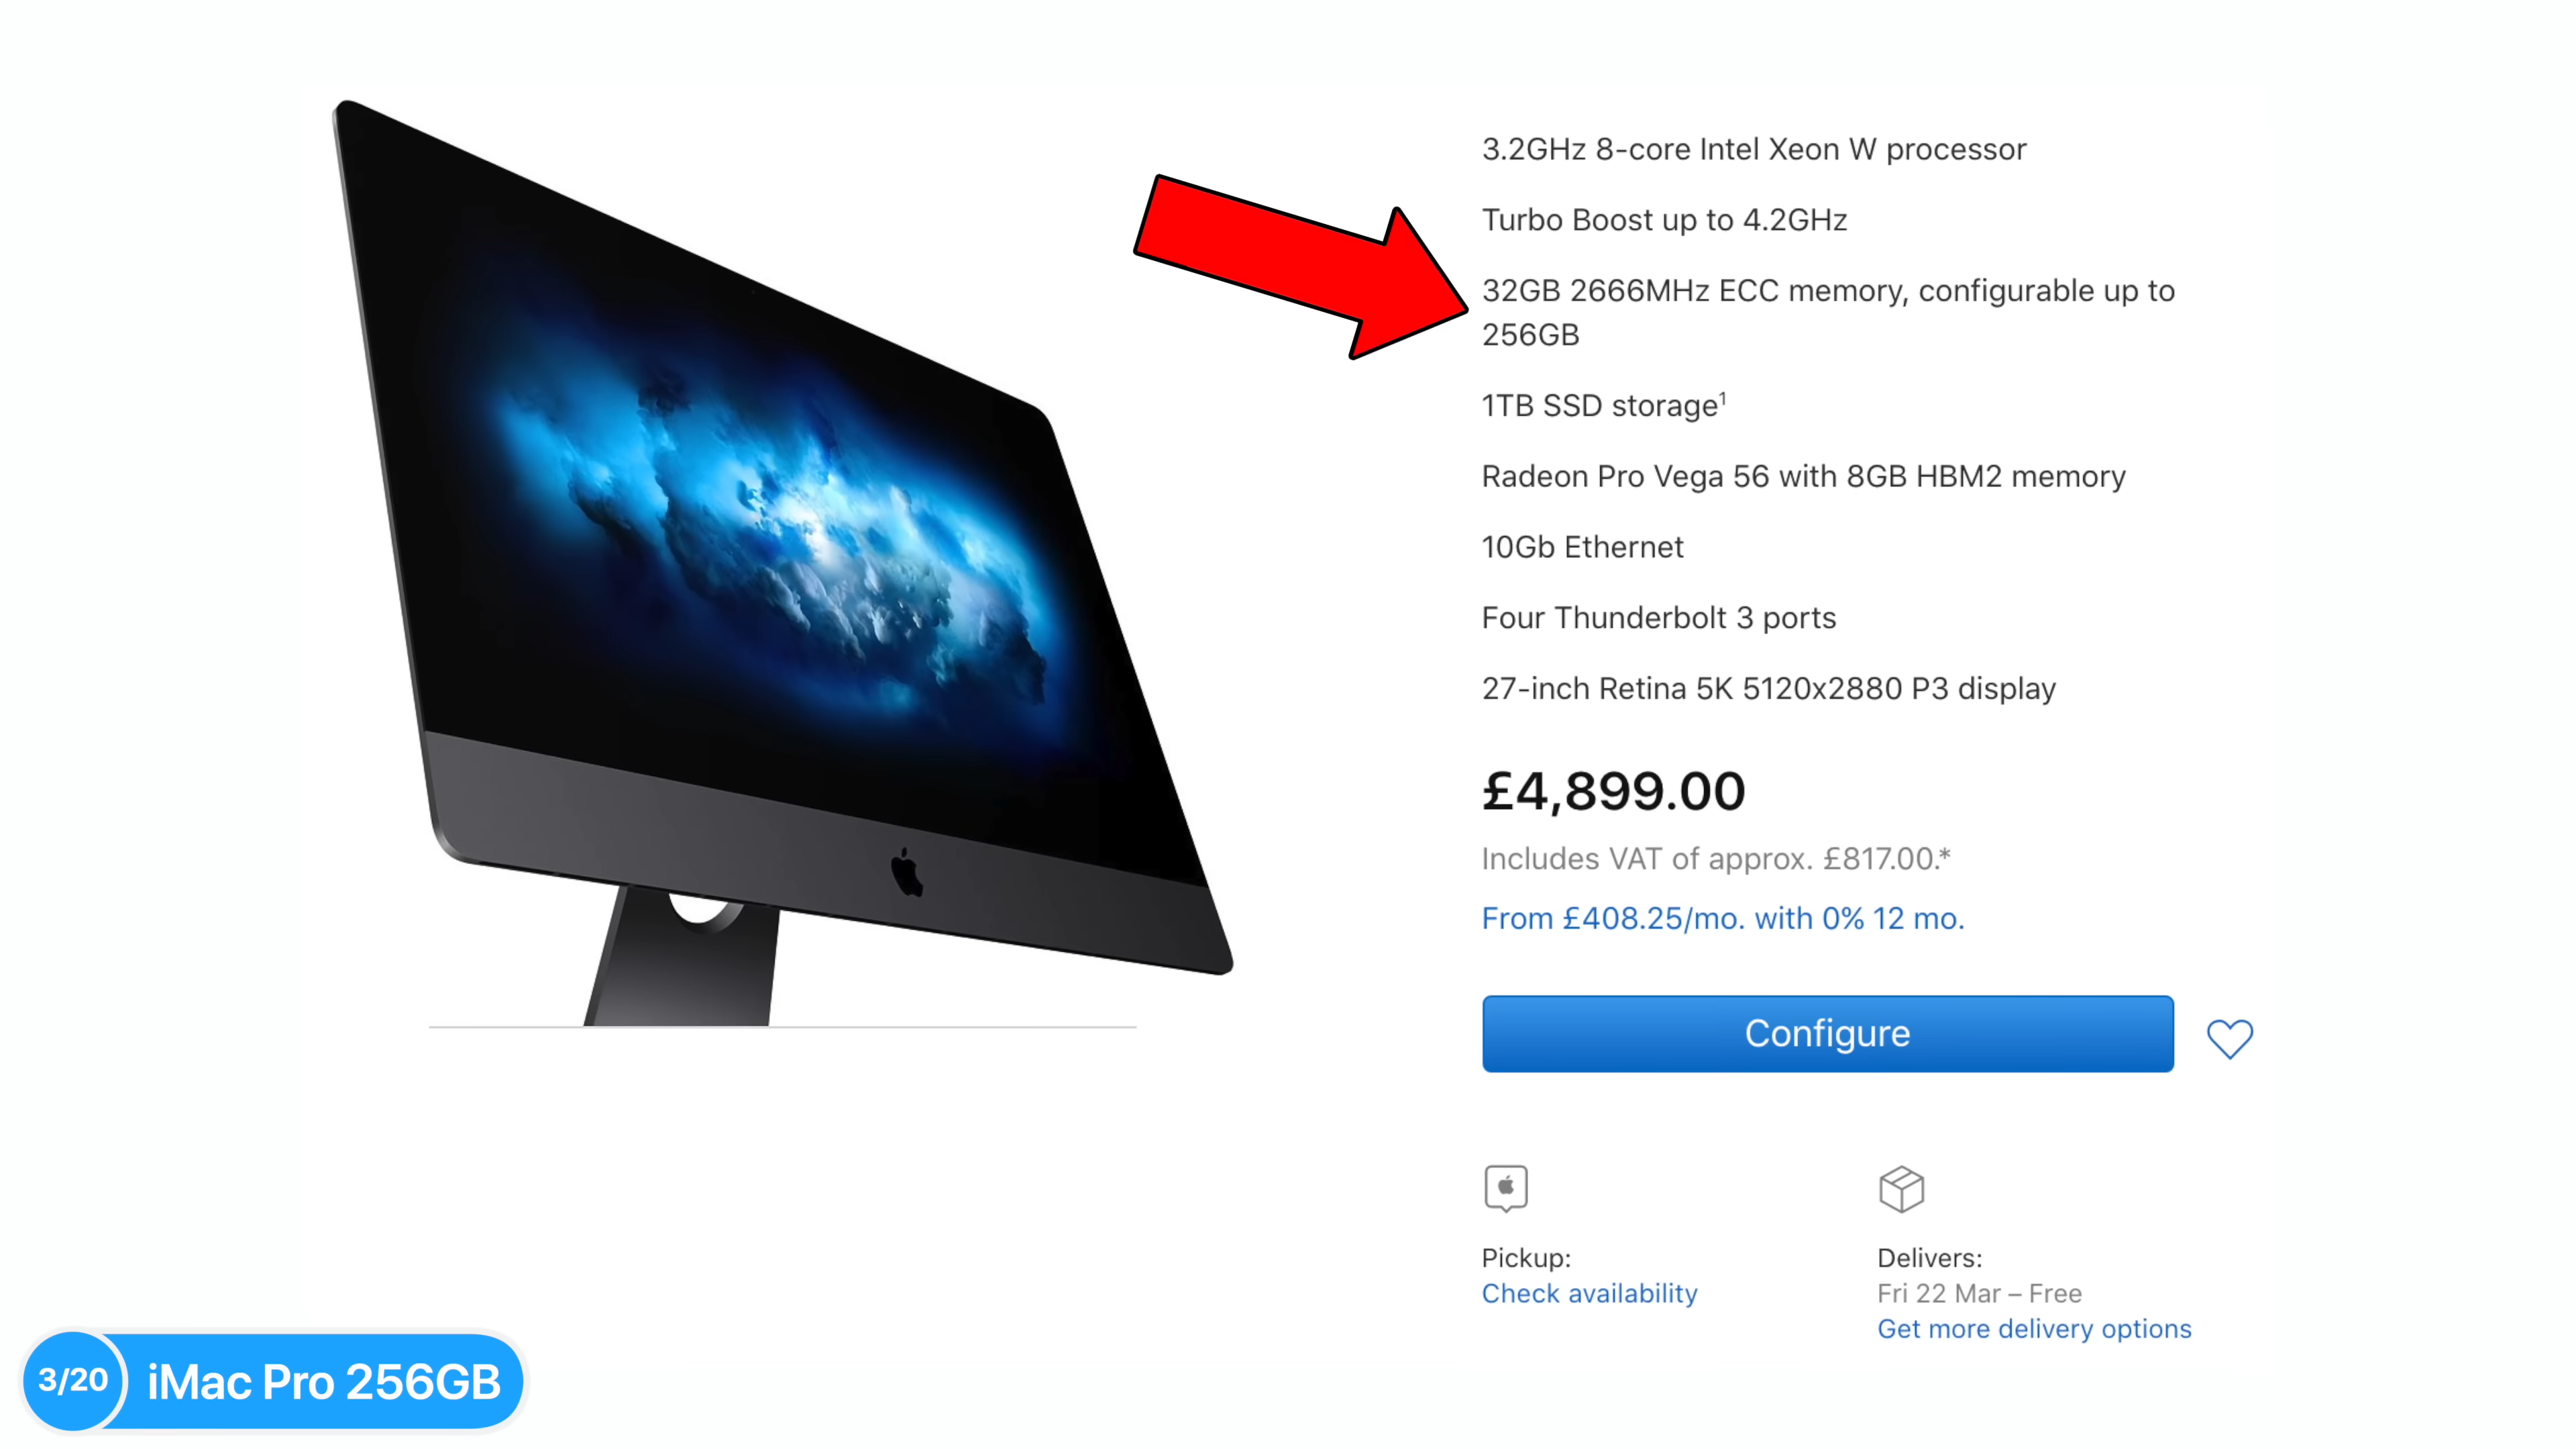 3.2GHz 8-core Intel Xeon W processor
Turbo Boost up to 4.2GHz
32GB 2666MHz ECC memory, configurable up to
256GB
1TB SSD storage¹
Radeon Pro Vega 56 with 8GB HBM2 memory
10Gb Ethernet
Four Thunderbolt 3 ports
27-inch Retina 5K 5120x2880 P3 display
£4,899.00
Includes VAT of approx. £817.00.*
From £408.25/mo. with 0% 12 mo.
Configure
Pickup:
Check availability
Delivers:
Fri 22 Mar – Free
Get more delivery options
3/20 iMac Pro 256GB